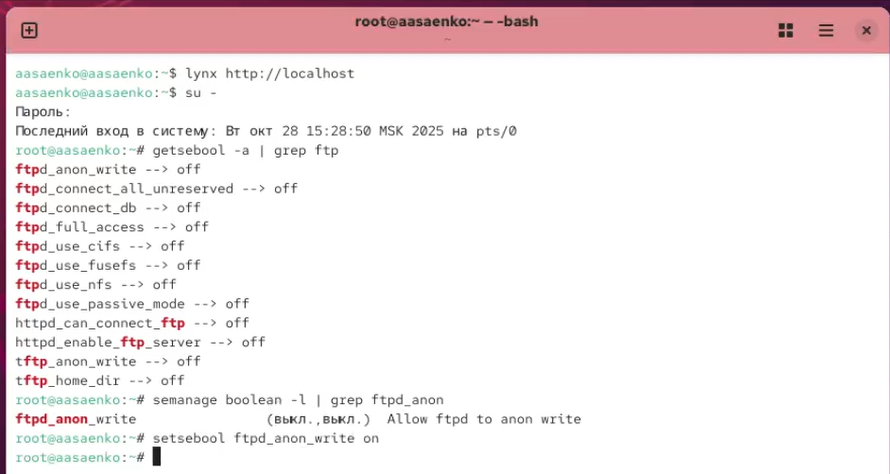 root@aasaenko:~ — -bash
~
aasaenko@aasaenko:~$ lynx http://localhost
aasaenko@aasaenko:~$ su -
Пароль:
Последний вход в систему: Вт окт 28 15:28:50 MSK 2025 на pts/0
root@aasaenko:~# getsebool -a | grep ftp
ftpd_anon_write --> off
ftpd_connect_all_unreserved --> off
ftpd_connect_db --> off
ftpd_full_access --> off
ftpd_use_cifs --> off
ftpd_use_fusefs --> off
ftpd_use_nfs --> off
ftpd_use_passive_mode --> off
httpd_can_connect_ftp --> off
httpd_enable_ftp_server --> off
tftp_anon_write --> off
tftp_home_dir --> off
root@aasaenko:~# semanage boolean -l | grep ftpd_anon
ftpd_anon_write                (выкл.,выкл.)  Allow ftpd to anon write
root@aasaenko:~# setsebool ftpd_anon_write on
root@aasaenko:~#